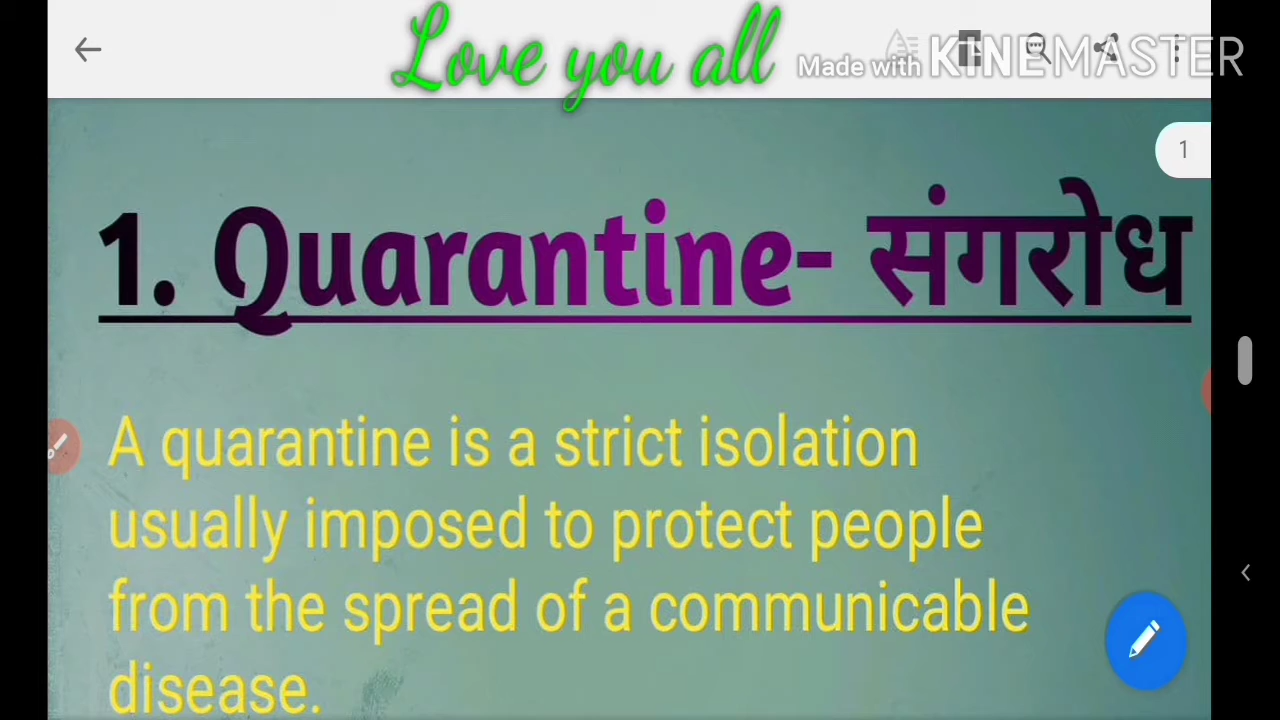 Love you all
Made with KINEMASTER
1
1. Quarantine- संगरोध
A quarantine is a strict isolation
usually imposed to protect people
from the spread of a communicable
disease.